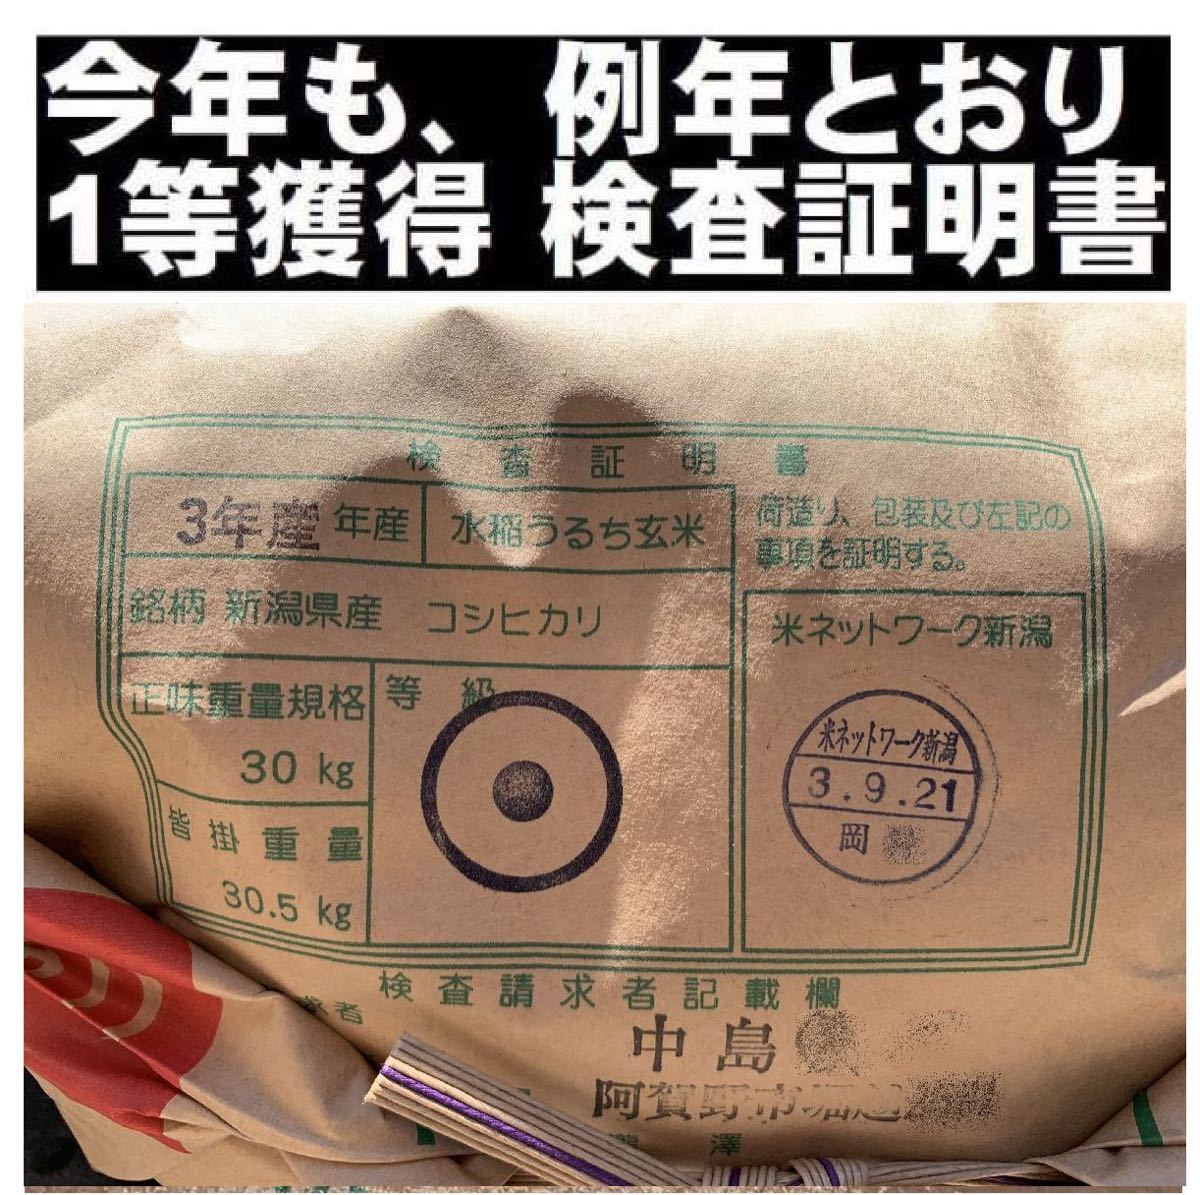 今年も、例年とおり
1等獲得 検査証明書
検査証明書
3年産 年産
水稲うるち玄米
荷造り、包装及び左記の
事項を証明する。
銘柄 新潟県産 コシヒカリ
米ネットワーク新潟
正味重量規格
30 kg
等級
米ネットワーク新潟
3.9.21
岡
皆掛重量
30.5 kg
検査請求者記載欄
求者
中島
阿賀野市堀越
澤